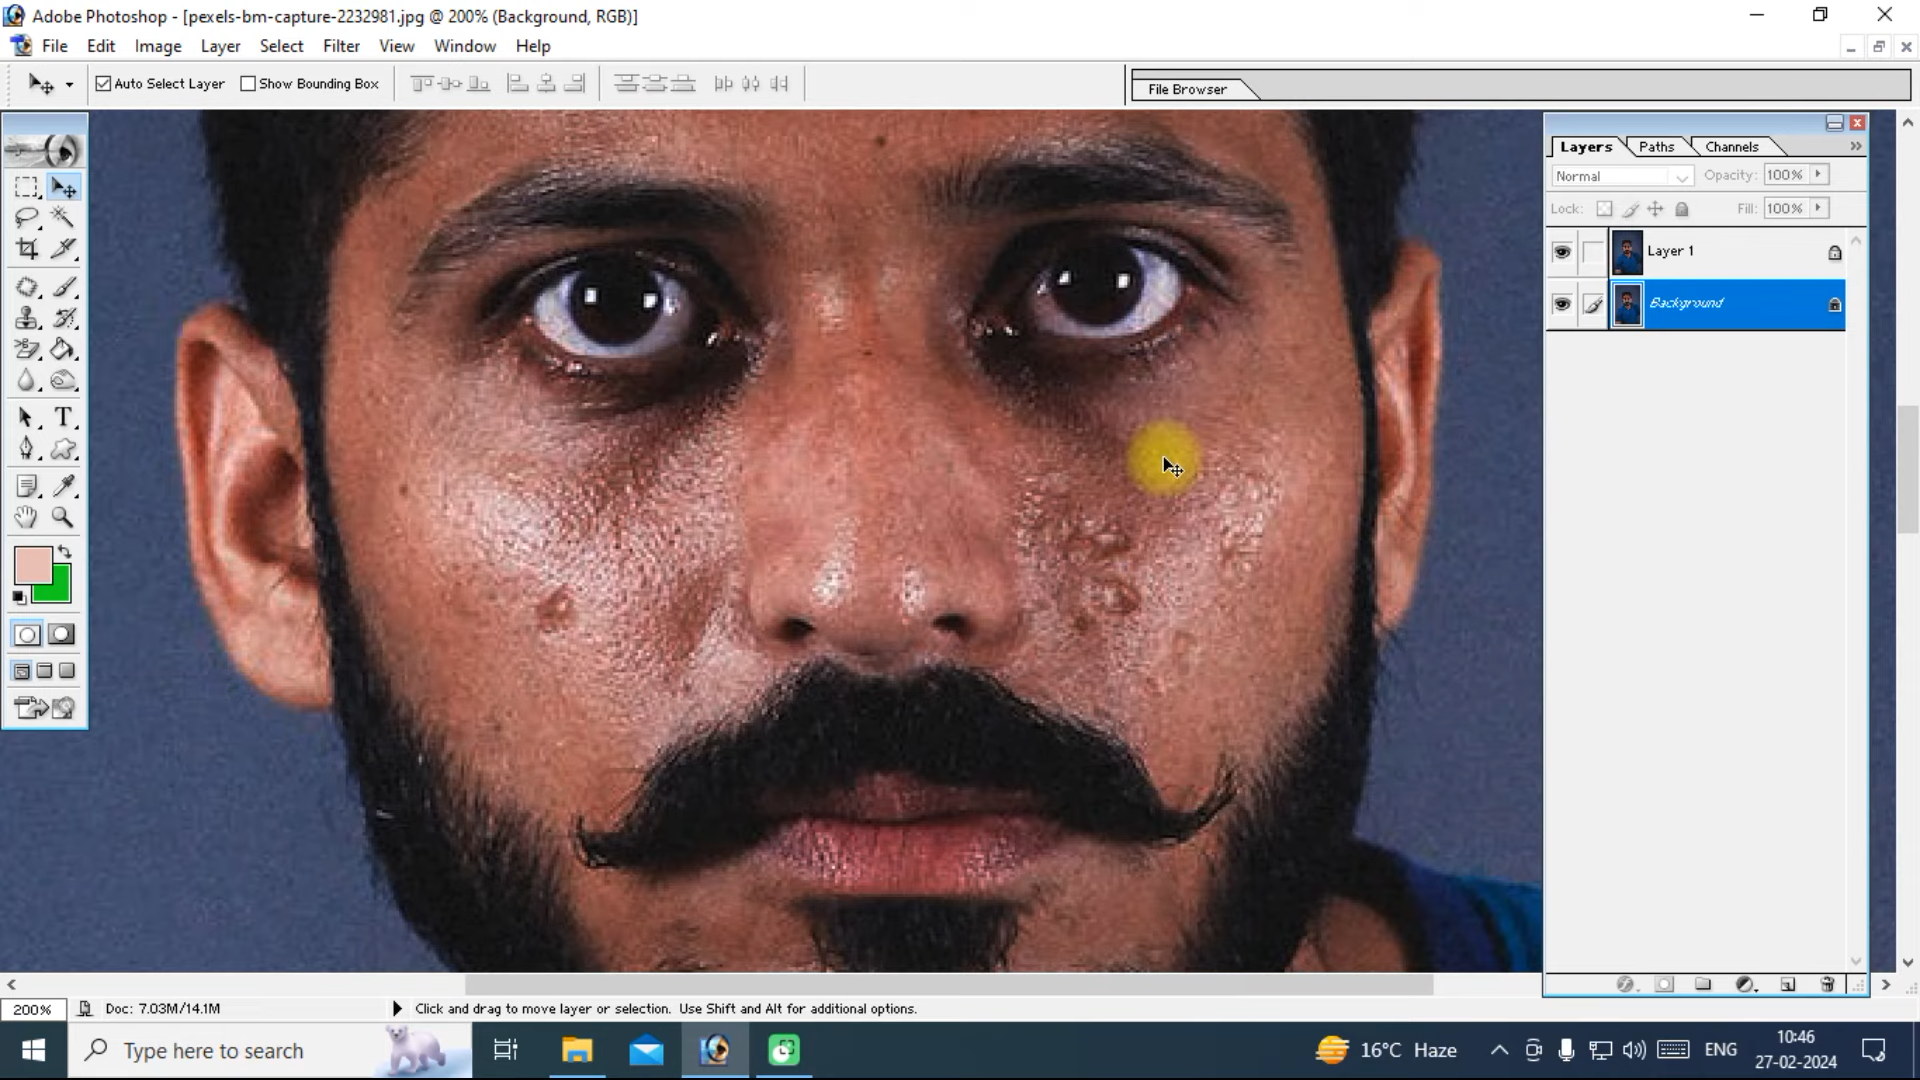 Adobe Photoshop - [pexels-bm-capture-2232981.jpg @ 200% (Background, RGB)]
File Edit Image Layer Select Filter View Window Help
Auto Select Layer Show Bounding Box
File Browser
Layers Paths Channels
Normal Opacity: 100%
Lock: Fill: 100%
Layer 1
Background
T
200% Doc: 7.03M/14.1M Click and drag to move layer or selection. Use Shift and Alt for additional options.
Type here to search
16°C Haze
ENG
10:46
27-02-2024